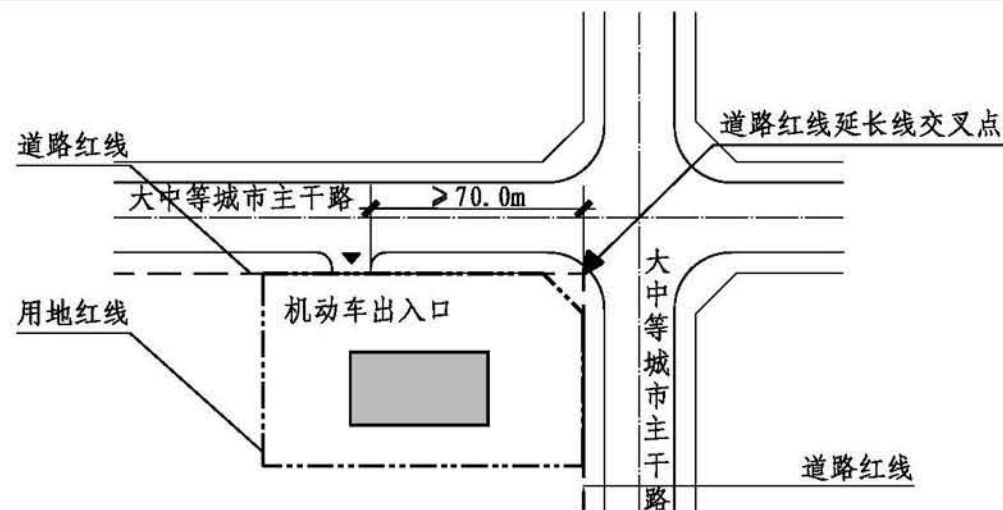 道路红线延长线交叉点
道路红线
大中等城市主干路
≥70.0m
机动车出入口
用地红线
大中等城市主干路
道路红线